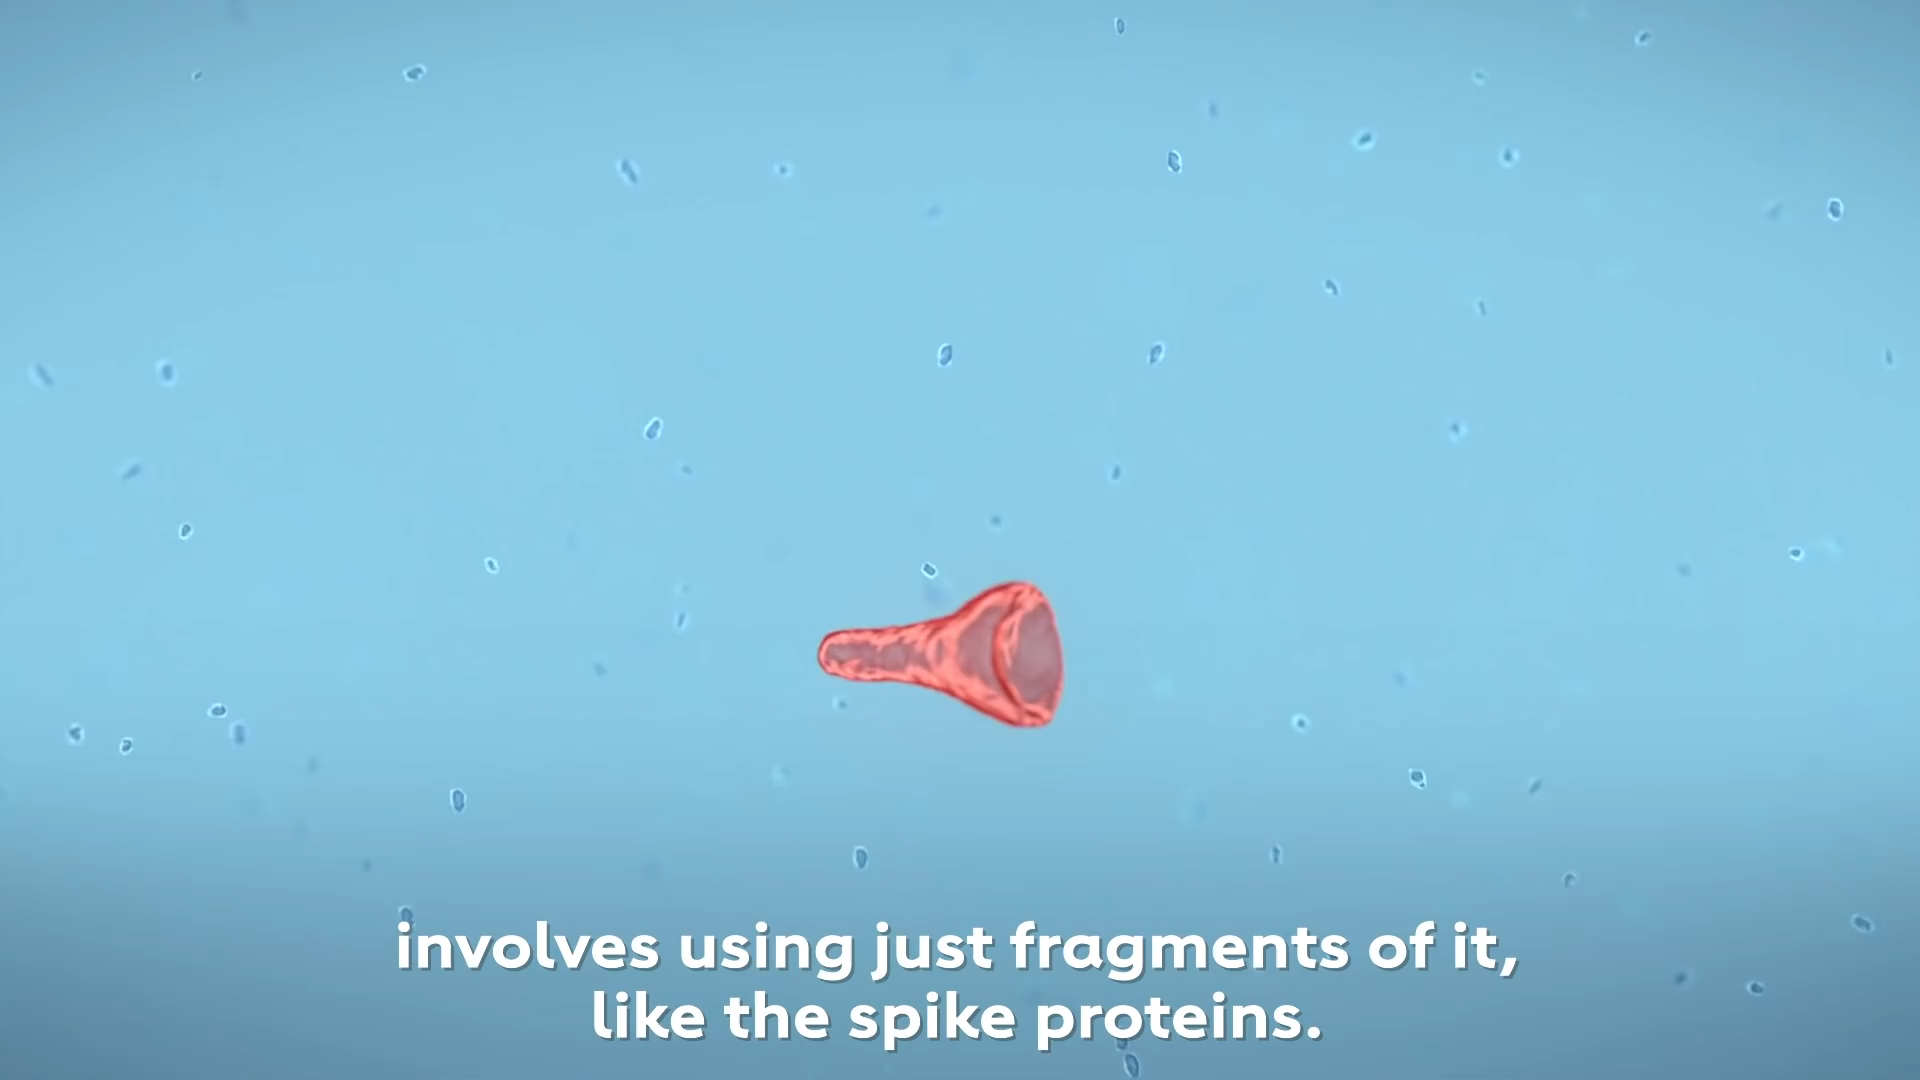 involves using just fragments of it,
like the spike proteins.